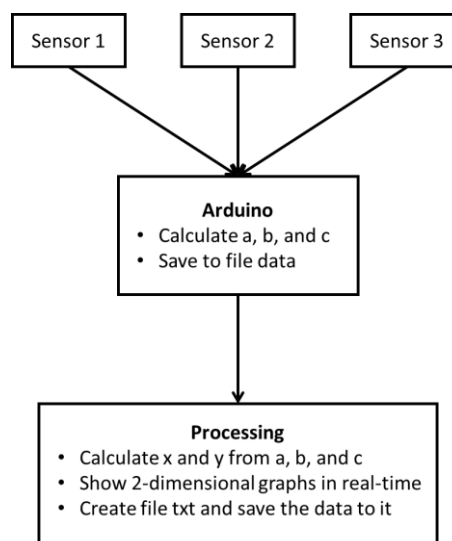 Sensor 1
Sensor 2
Sensor 3
Arduino
• Calculate a, b, and c
• Save to file data
Processing
• Calculate x and y from a, b, and c
• Show 2-dimensional graphs in real-time
• Create file txt and save the data to it